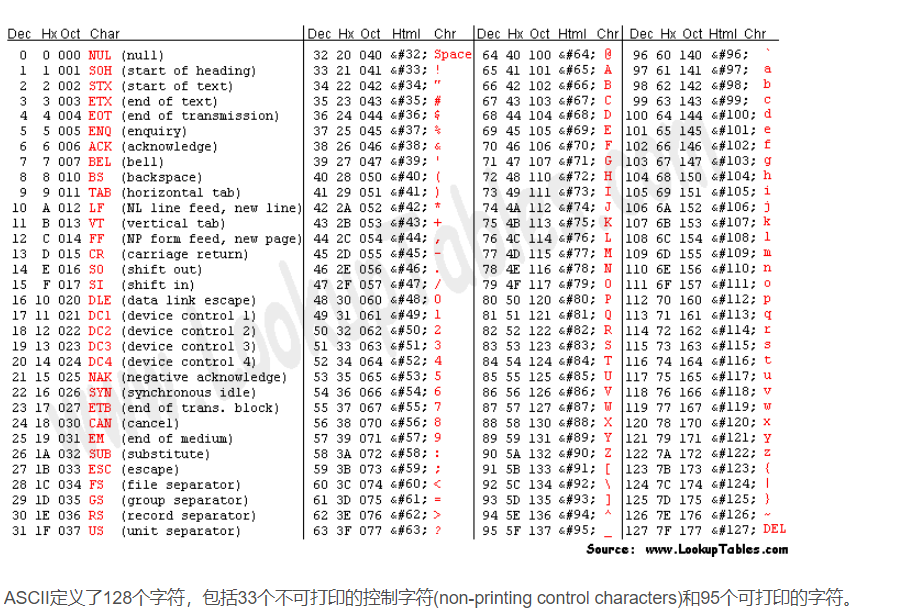 Dec Hx Oct Char Dec Hx Oct Html Chr Dec Hx Oct Html Chr Dec Hx Oct Html Chr
0 0 000 NUL (null) 32 20 040 &#32; Space 64 40 100 &#64; @ 96 60 140 &#96; `
1 1 001 SOH (start of heading) 33 21 041 &#33; ! 65 41 101 &#65; A 97 61 141 &#97; a
2 2 002 STX (start of text) 34 22 042 &#34; " 66 42 102 &#66; B 98 62 142 &#98; b
3 3 003 ETX (end of text) 35 23 043 &#35; # 67 43 103 &#67; C 99 63 143 &#99; c
4 4 004 EOT (end of transmission) 36 24 044 &#36; $ 68 44 104 &#68; D 100 64 144 &#100; d
5 5 005 ENQ (enquiry) 37 25 045 &#37; % 69 45 105 &#69; E 101 65 145 &#101; e
6 6 006 ACK (acknowledge) 38 26 046 &#38; & 70 46 106 &#70; F 102 66 146 &#102; f
7 7 007 BEL (bell) 39 27 047 &#39; ' 71 47 107 &#71; G 103 67 147 &#103; g
8 8 010 BS (backspace) 40 28 050 &#40; ( 72 48 110 &#72; H 104 68 150 &#104; h
9 9 011 TAB (horizontal tab) 41 29 051 &#41; ) 73 49 111 &#73; I 105 69 151 &#105; i
10 A 012 LF (NL line feed, new line) 42 2A 052 &#42; * 74 4A 112 &#74; J 106 6A 152 &#106; j
11 B 013 VT (vertical tab) 43 2B 053 &#43; + 75 4B 113 &#75; K 107 6B 153 &#107; k
12 C 014 FF (NP form feed, new page) 44 2C 054 &#44; , 76 4C 114 &#76; L 108 6C 154 &#108; l
13 D 015 CR (carriage return) 45 2D 055 &#45; - 77 4D 115 &#77; M 109 6D 155 &#109; m
14 E 016 SO (shift out) 46 2E 056 &#46; . 78 4E 116 &#78; N 110 6E 156 &#110; n
15 F 017 SI (shift in) 47 2F 057 &#47; / 79 4F 117 &#79; O 111 6F 157 &#111; o
16 10 020 DLE (data link escape) 48 30 060 &#48; 0 80 50 120 &#80; P 112 70 160 &#112; p
17 11 021 DC1 (device control 1) 49 31 061 &#49; 1 81 51 121 &#81; Q 113 71 161 &#113; q
18 12 022 DC2 (device control 2) 50 32 062 &#50; 2 82 52 122 &#82; R 114 72 162 &#114; r
19 13 023 DC3 (device control 3) 51 33 063 &#51; 3 83 53 123 &#83; S 115 73 163 &#115; s
20 14 024 DC4 (device control 4) 52 34 064 &#52; 4 84 54 124 &#84; T 116 74 164 &#116; t
21 15 025 NAK (negative acknowledge) 53 35 065 &#53; 5 85 55 125 &#85; U 117 75 165 &#117; u
22 16 026 SYN (synchronous idle) 54 36 066 &#54; 6 86 56 126 &#86; V 118 76 166 &#118; v
23 17 027 ETB (end of trans. block) 55 37 067 &#55; 7 87 57 127 &#87; W 119 77 167 &#119; w
24 18 030 CAN (cancel) 56 38 070 &#56; 8 88 58 130 &#88; X 120 78 170 &#120; x
25 19 031 EM (end of medium) 57 39 071 &#57; 9 89 59 131 &#89; Y 121 79 171 &#121; y
26 1A 032 SUB (substitute) 58 3A 072 &#58; : 90 5A 132 &#90; Z 122 7A 172 &#122; z
27 1B 033 ESC (escape) 59 3B 073 &#59; ; 91 5B 133 &#91; [ 123 7B 173 &#123; {
28 1C 034 FS (file separator) 60 3C 074 &#60; < 92 5C 134 &#92; \ 124 7C 174 &#124; |
29 1D 035 GS (group separator) 61 3D 075 &#61; = 93 5D 135 &#93; ] 125 7D 175 &#125; }
30 1E 036 RS (record separator) 62 3E 076 &#62; > 94 5E 136 &#94; ^ 126 7E 176 &#126; ~
31 1F 037 US (unit separator) 63 3F 077 &#63; ? 95 5F 137 &#95; _ 127 7F 177 &#127; DEL
www.LookupTables.com
Source: www.LookupTables.com
ASCII定义了128个字符，包括33个不可打印的控制字符(non-printing control characters)和95个可打印的字符。